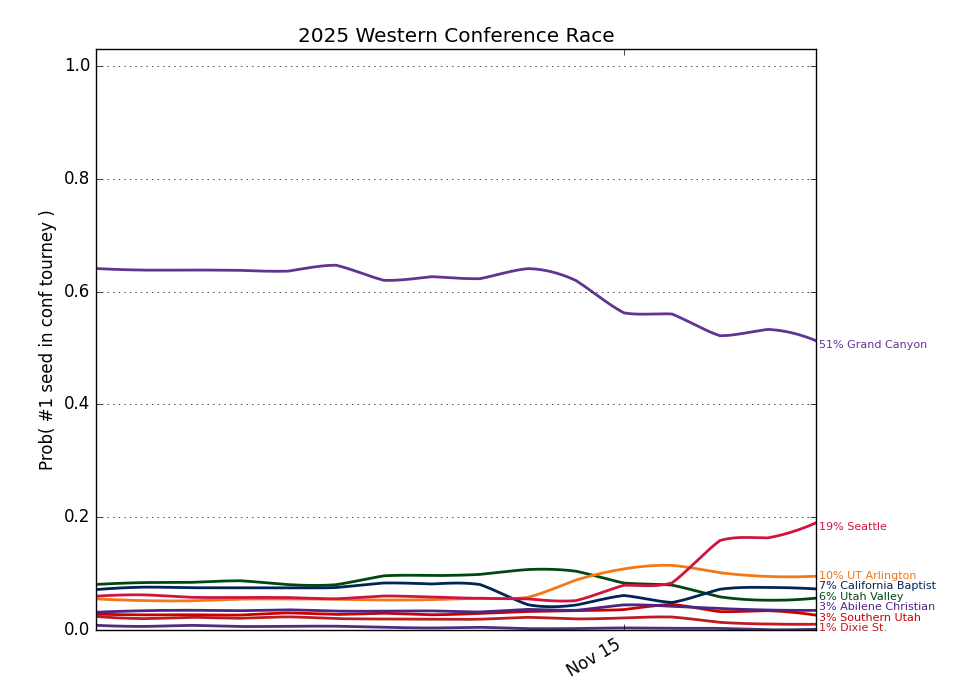 2025 Western Conference Race
Prob( #1 seed in conf tourney )
1.0
0.8
0.6
0.4
0.2
0.0
Nov 15
51% Grand Canyon
19% Seattle
10% UT Arlington
7% California Baptist
6% Utah Valley
3% Abilene Christian
3% Southern Utah
1% Dixie St.